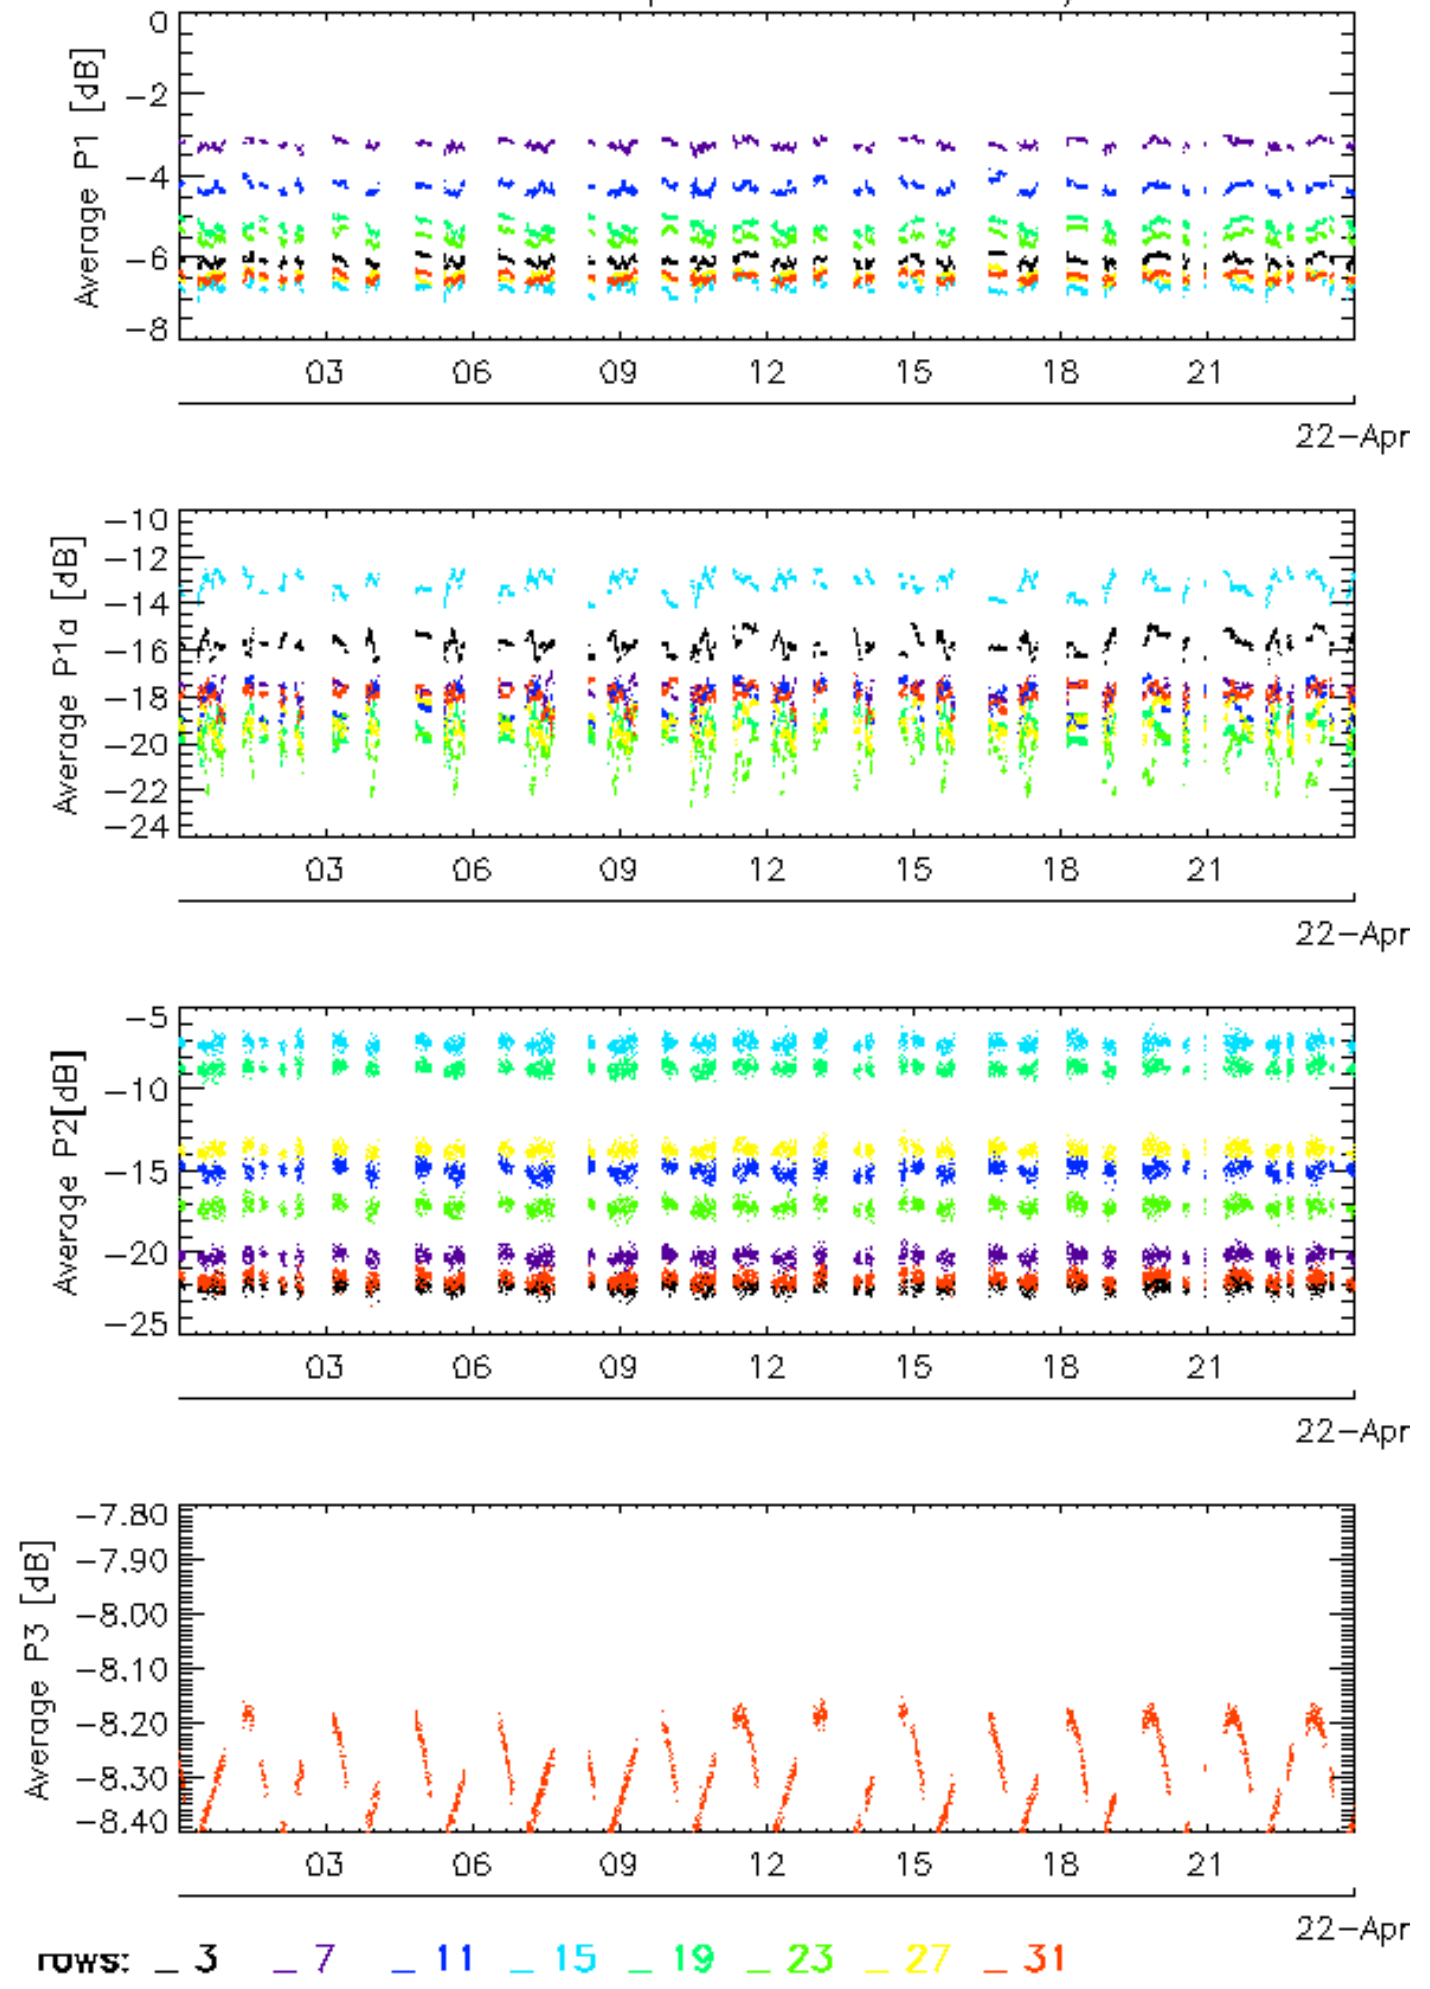 0
-2
-4
-6
-8
Average P1 [dB]
03 06 09 12 15 18 21
22-Apr
-10
-12
-14
-16
-18
-20
-22
-24
Average P1a [dB]
03 06 09 12 15 18 21
22-Apr
-5
-10
-15
-20
-25
Average P2[dB]
03 06 09 12 15 18 21
22-Apr
-7.80
-7.90
-8.00
-8.10
-8.20
-8.30
-8.40
Average P3 [dB]
03 06 09 12 15 18 21
22-Apr
rows: _ 3 _ 7 _ 11 _ 15 _ 19 _ 23 _ 27 _ 31